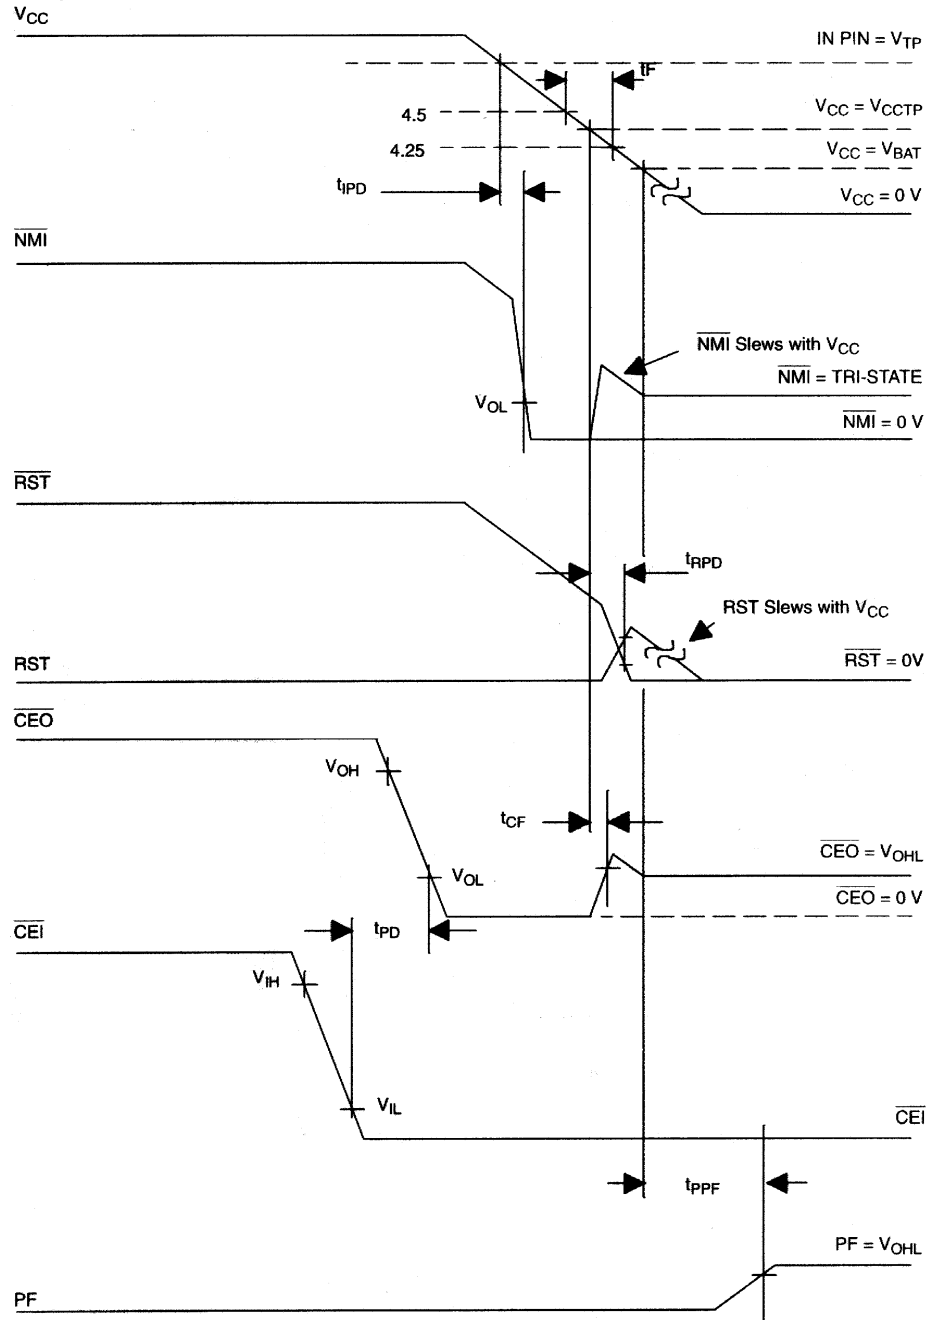 VCC
IN PIN = VTP
tF
4.5
VCC = VCCTP
4.25
VCC = VBAT
tIPD
VCC = 0 V
NMI
NMI Slews with VCC
NMI = TRI-STATE
VOL
NMI = 0 V
RST
tRPD
RST Slews with VCC
RST
RST = 0V
CEO
VOH
tCF
CEO = VOHL
VOL
CEO = 0 V
CEI
tPD
VIH
VIL
CEI
tPPF
PF = VOHL
PF